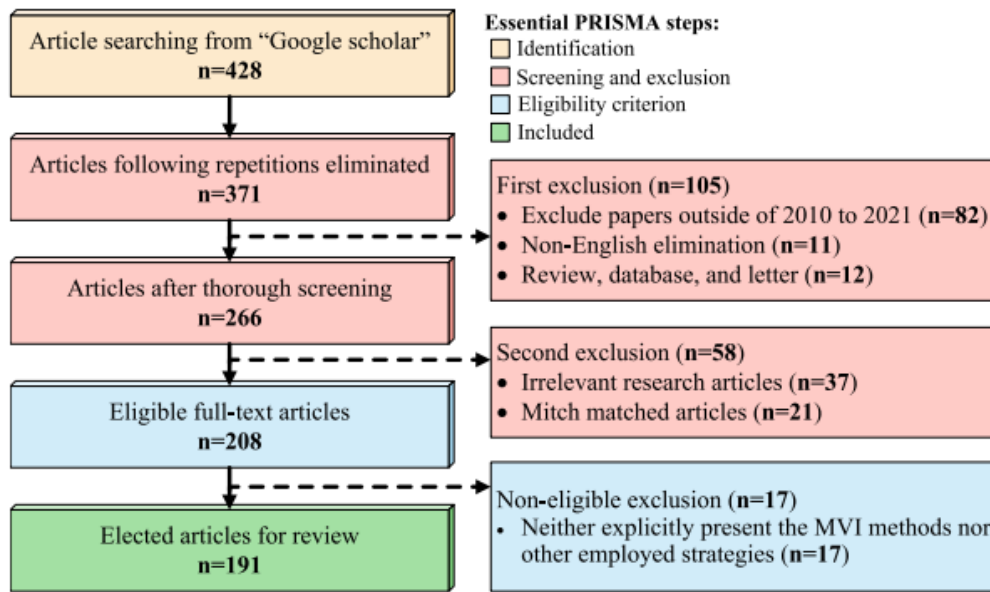 Article searching from “Google scholar”
n=428
Articles following repetitions eliminated
n=371
Articles after thorough screening
n=266
Eligible full-text articles
n=208
Elected articles for review
n=191
Essential PRISMA steps:
Identification
Screening and exclusion
Eligibility criterion
Included
First exclusion (n=105)
• Exclude papers outside of 2010 to 2021 (n=82)
• Non-English elimination (n=11)
• Review, database, and letter (n=12)
Second exclusion (n=58)
• Irrelevant research articles (n=37)
• Mitch matched articles (n=21)
Non-eligible exclusion (n=17)
• Neither explicitly present the MVI methods nor
other employed strategies (n=17)